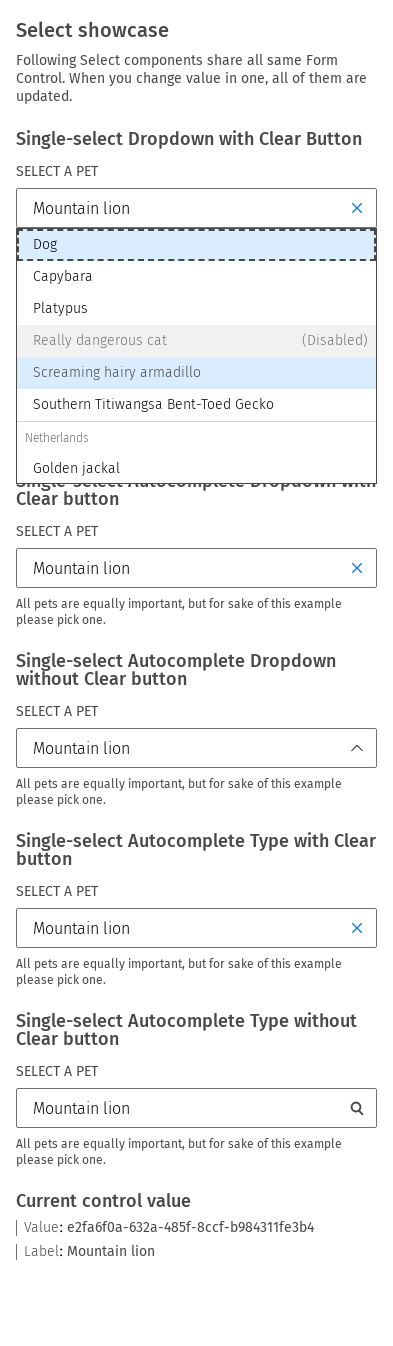 Select showcase
Following Select components share all same Form
Control. When you change value in one, all of them are
updated.
Single-select Dropdown with Clear Button
SELECT A PET
Mountain lion
Dog
Capybara
Platypus
Really dangerous cat (Disabled)
Screaming hairy armadillo
Southern Titiwangsa Bent-Toed Gecko
Netherlands
Golden jackal
Single-select Autocomplete Dropdown with
Clear button
SELECT A PET
Mountain lion
All pets are equally important, but for sake of this example
please pick one.
Single-select Autocomplete Dropdown
without Clear button
SELECT A PET
Mountain lion
All pets are equally important, but for sake of this example
please pick one.
Single-select Autocomplete Type with Clear
button
SELECT A PET
Mountain lion
All pets are equally important, but for sake of this example
please pick one.
Single-select Autocomplete Type without
Clear button
SELECT A PET
Mountain lion
All pets are equally important, but for sake of this example
please pick one.
Current control value
Value: e2fa6f0a-632a-485f-8ccf-b984311fe3b4
Label: Mountain lion